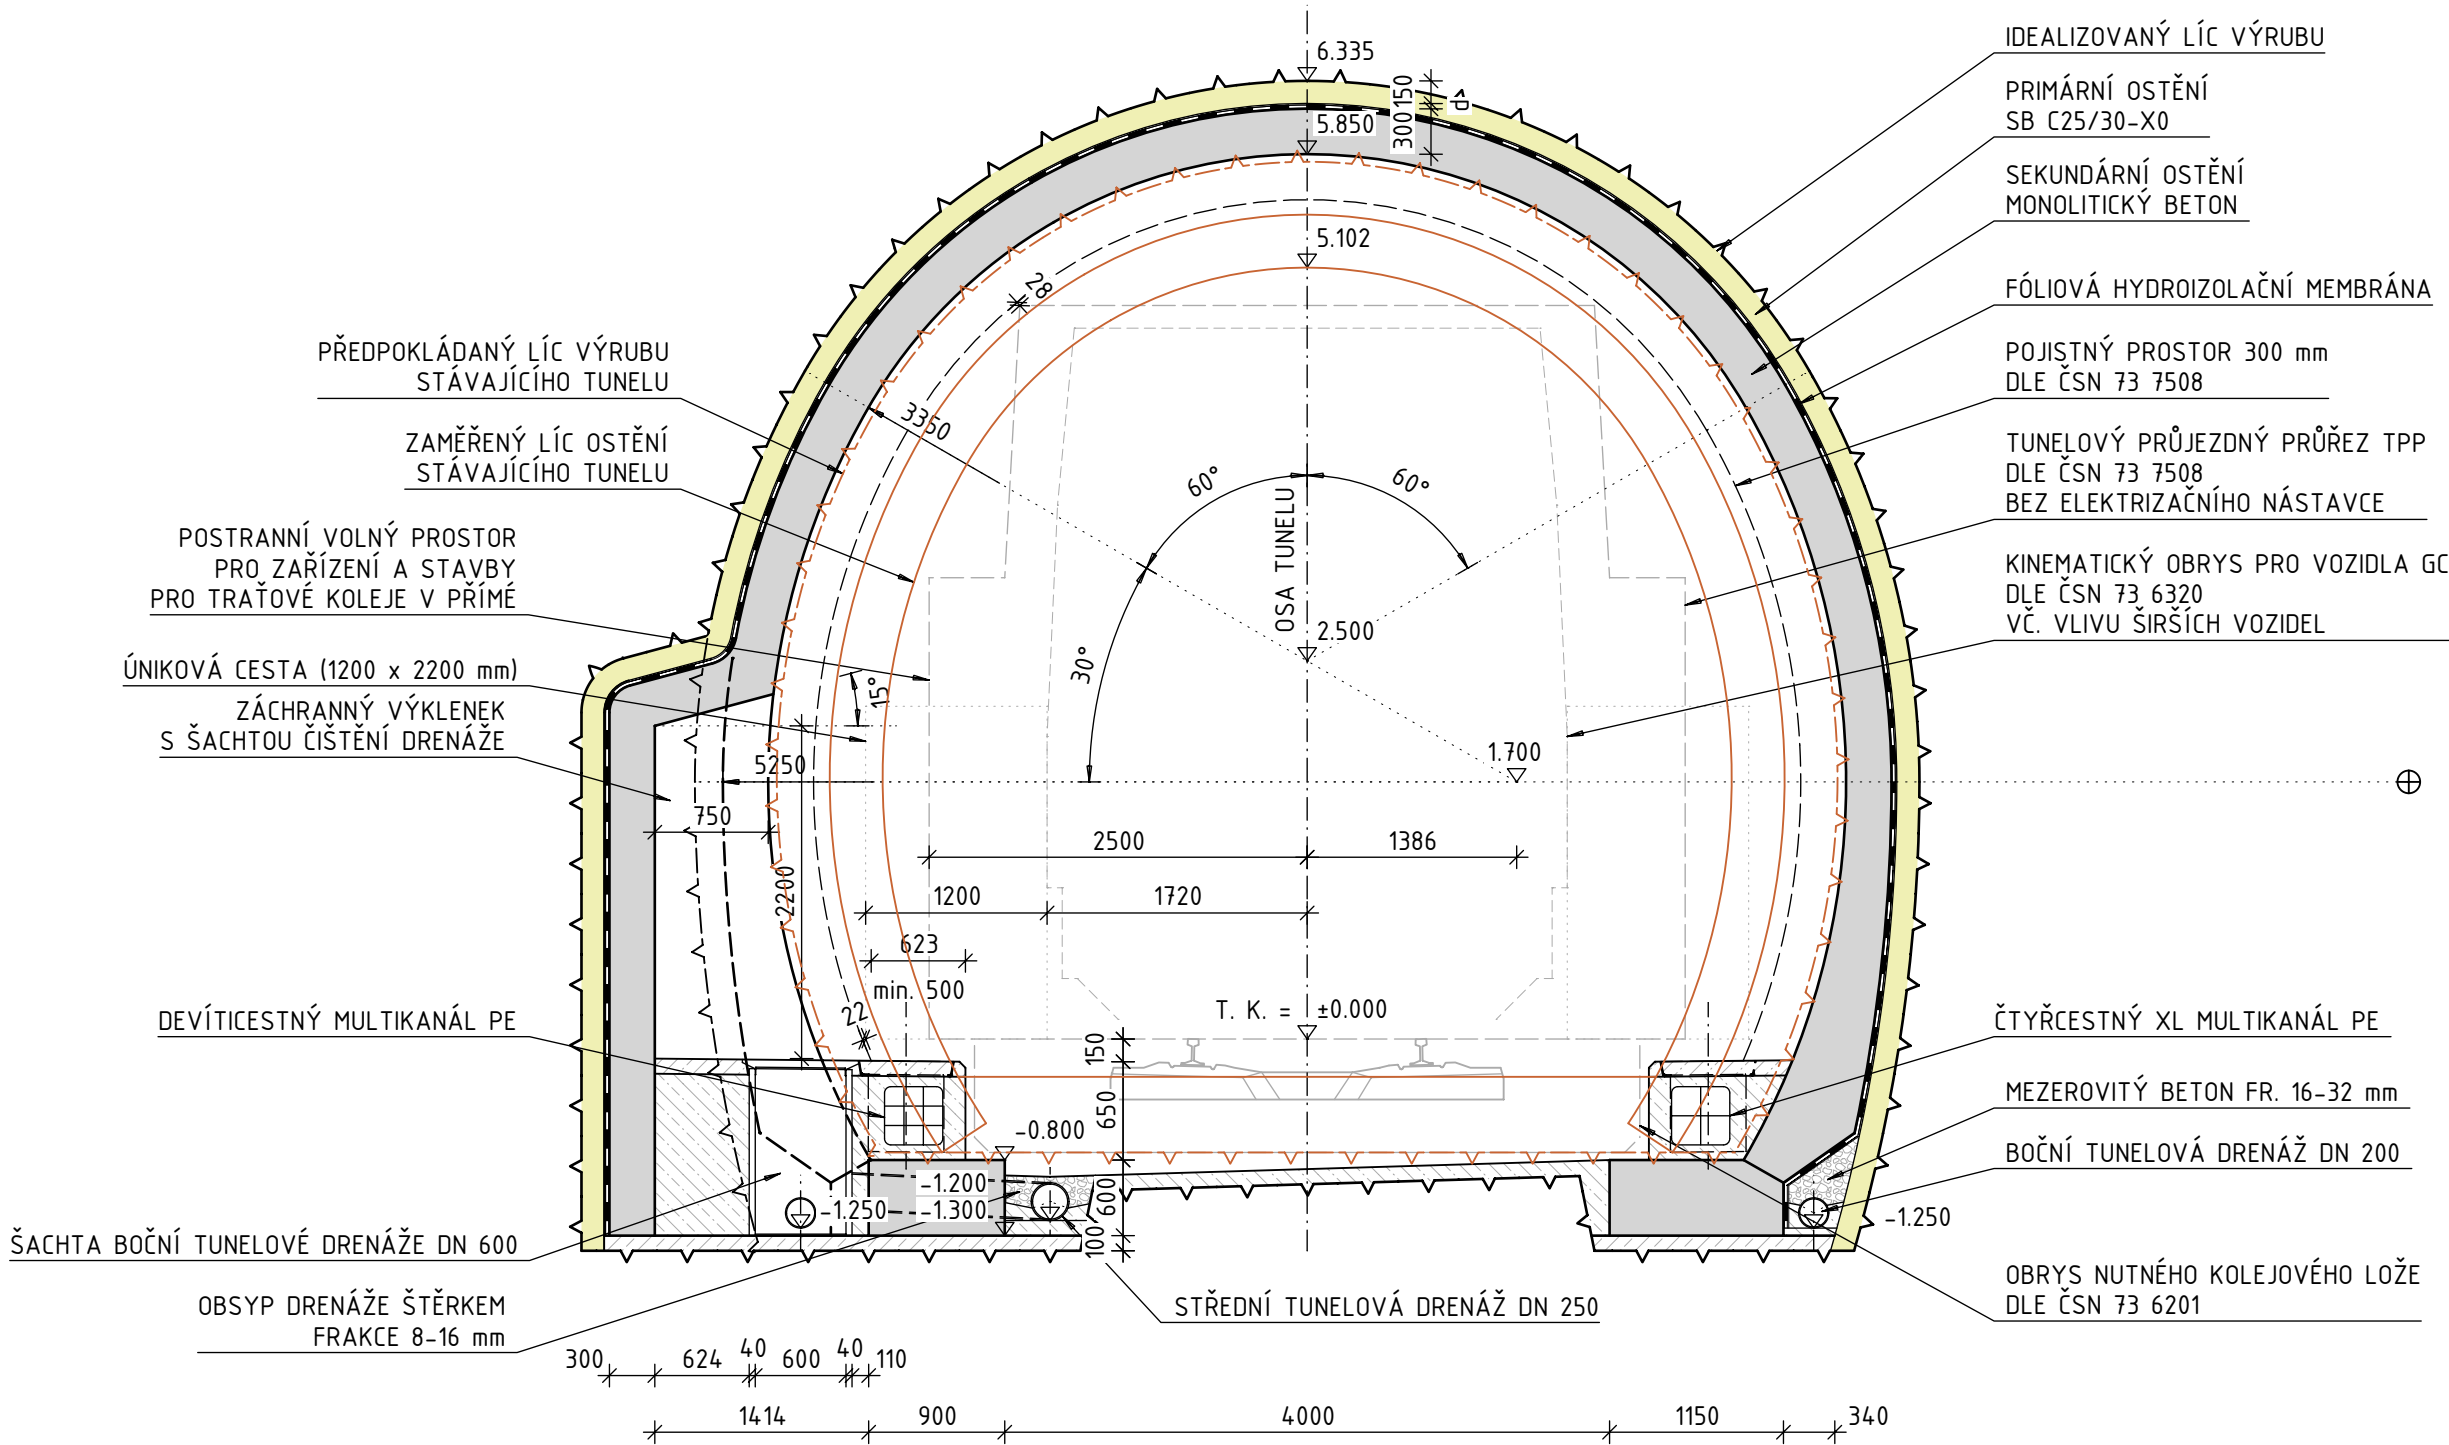 6.335
150
p
300
5.850
5.102
28
3350
60°
60°
30°
15°
OSA TUNELU
2.500
1.700
5250
750
2200
2500
1386
1200
1720
623
min. 500
22
T. K. = ±0.000
150
650
-0.800
-1.200
-1.300
-1.250
600
100
-1.250
PŘEDPOKLÁDANÝ LÍC VÝRUBU
STÁVAJÍCÍHO TUNELU
ZAMĚŘENÝ LÍC OSTĚNÍ
STÁVAJÍCÍHO TUNELU
POSTRANNÍ VOLNÝ PROSTOR
PRO ZAŘÍZENÍ A STAVBY
PRO TRAŤOVÉ KOLEJE V PŘÍMÉ
ÚNIKOVÁ CESTA (1200 x 2200 mm)
ZÁCHRANNÝ VÝKLENEK
S ŠACHTOU ČIŠTĚNÍ DRENÁŽE
DEVÍTICESTNÝ MULTIKANÁL PE
ŠACHTA BOČNÍ TUNELOVÉ DRENÁŽE DN 600
OBSYP DRENÁŽE ŠTĚRKEM
FRAKCE 8-16 mm
IDEALIZOVANÝ LÍC VÝRUBU
PRIMÁRNÍ OSTĚNÍ
SB C25/30-X0
SEKUNDÁRNÍ OSTĚNÍ
MONOLITICKÝ BETON
FÓLIOVÁ HYDROIZOLAČNÍ MEMBRÁNA
POJISTNÝ PROSTOR 300 mm
DLE ČSN 73 7508
TUNELOVÝ PRŮJEZDNÝ PRŮŘEZ TPP
DLE ČSN 73 7508
BEZ ELEKTRIZAČNÍHO NÁSTAVCE
KINEMATICKÝ OBRYS PRO VOZIDLA GC
DLE ČSN 73 6320
VČ. VLIVU ŠIRŠÍCH VOZIDEL
ČTYŘCESTNÝ XL MULTIKANÁL PE
MEZEROVITÝ BETON FR. 16-32 mm
BOČNÍ TUNELOVÁ DRENÁŽ DN 200
OBRYS NUTNÉHO KOLEJOVÉHO LOŽE
DLE ČSN 73 6201
STŘEDNÍ TUNELOVÁ DRENÁŽ DN 250
300 624 40 600 40 110
1414 900 4000 1150 340